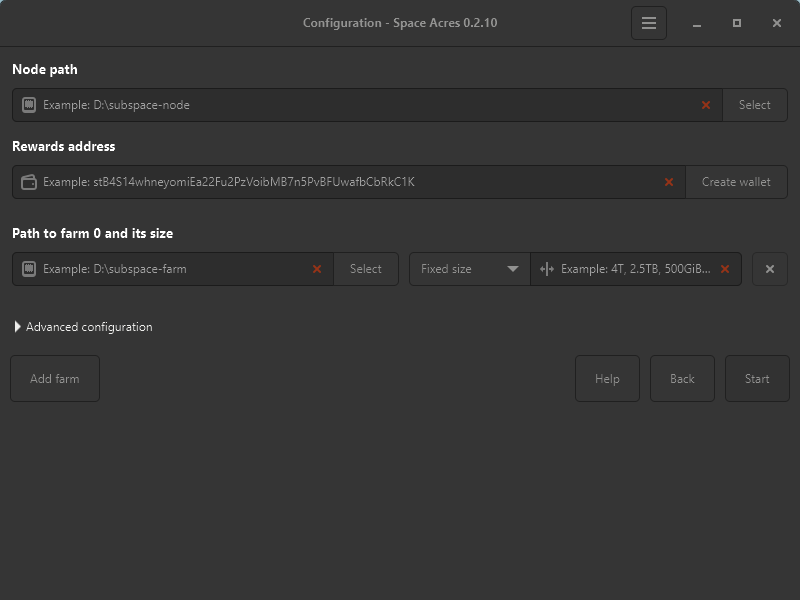 Configuration - Space Acres 0.2.10
Node path
Example: D:\subspace-node
Select
Rewards address
Example: stB4S14whneyomiEa22Fu2PzVoibMB7n5PvBFUwafbCbRkC1K
Create wallet
Path to farm 0 and its size
Example: D:\subspace-farm
Select
Fixed size
Example: 4T, 2.5TB, 500GiB...
Advanced configuration
Add farm
Help
Back
Start